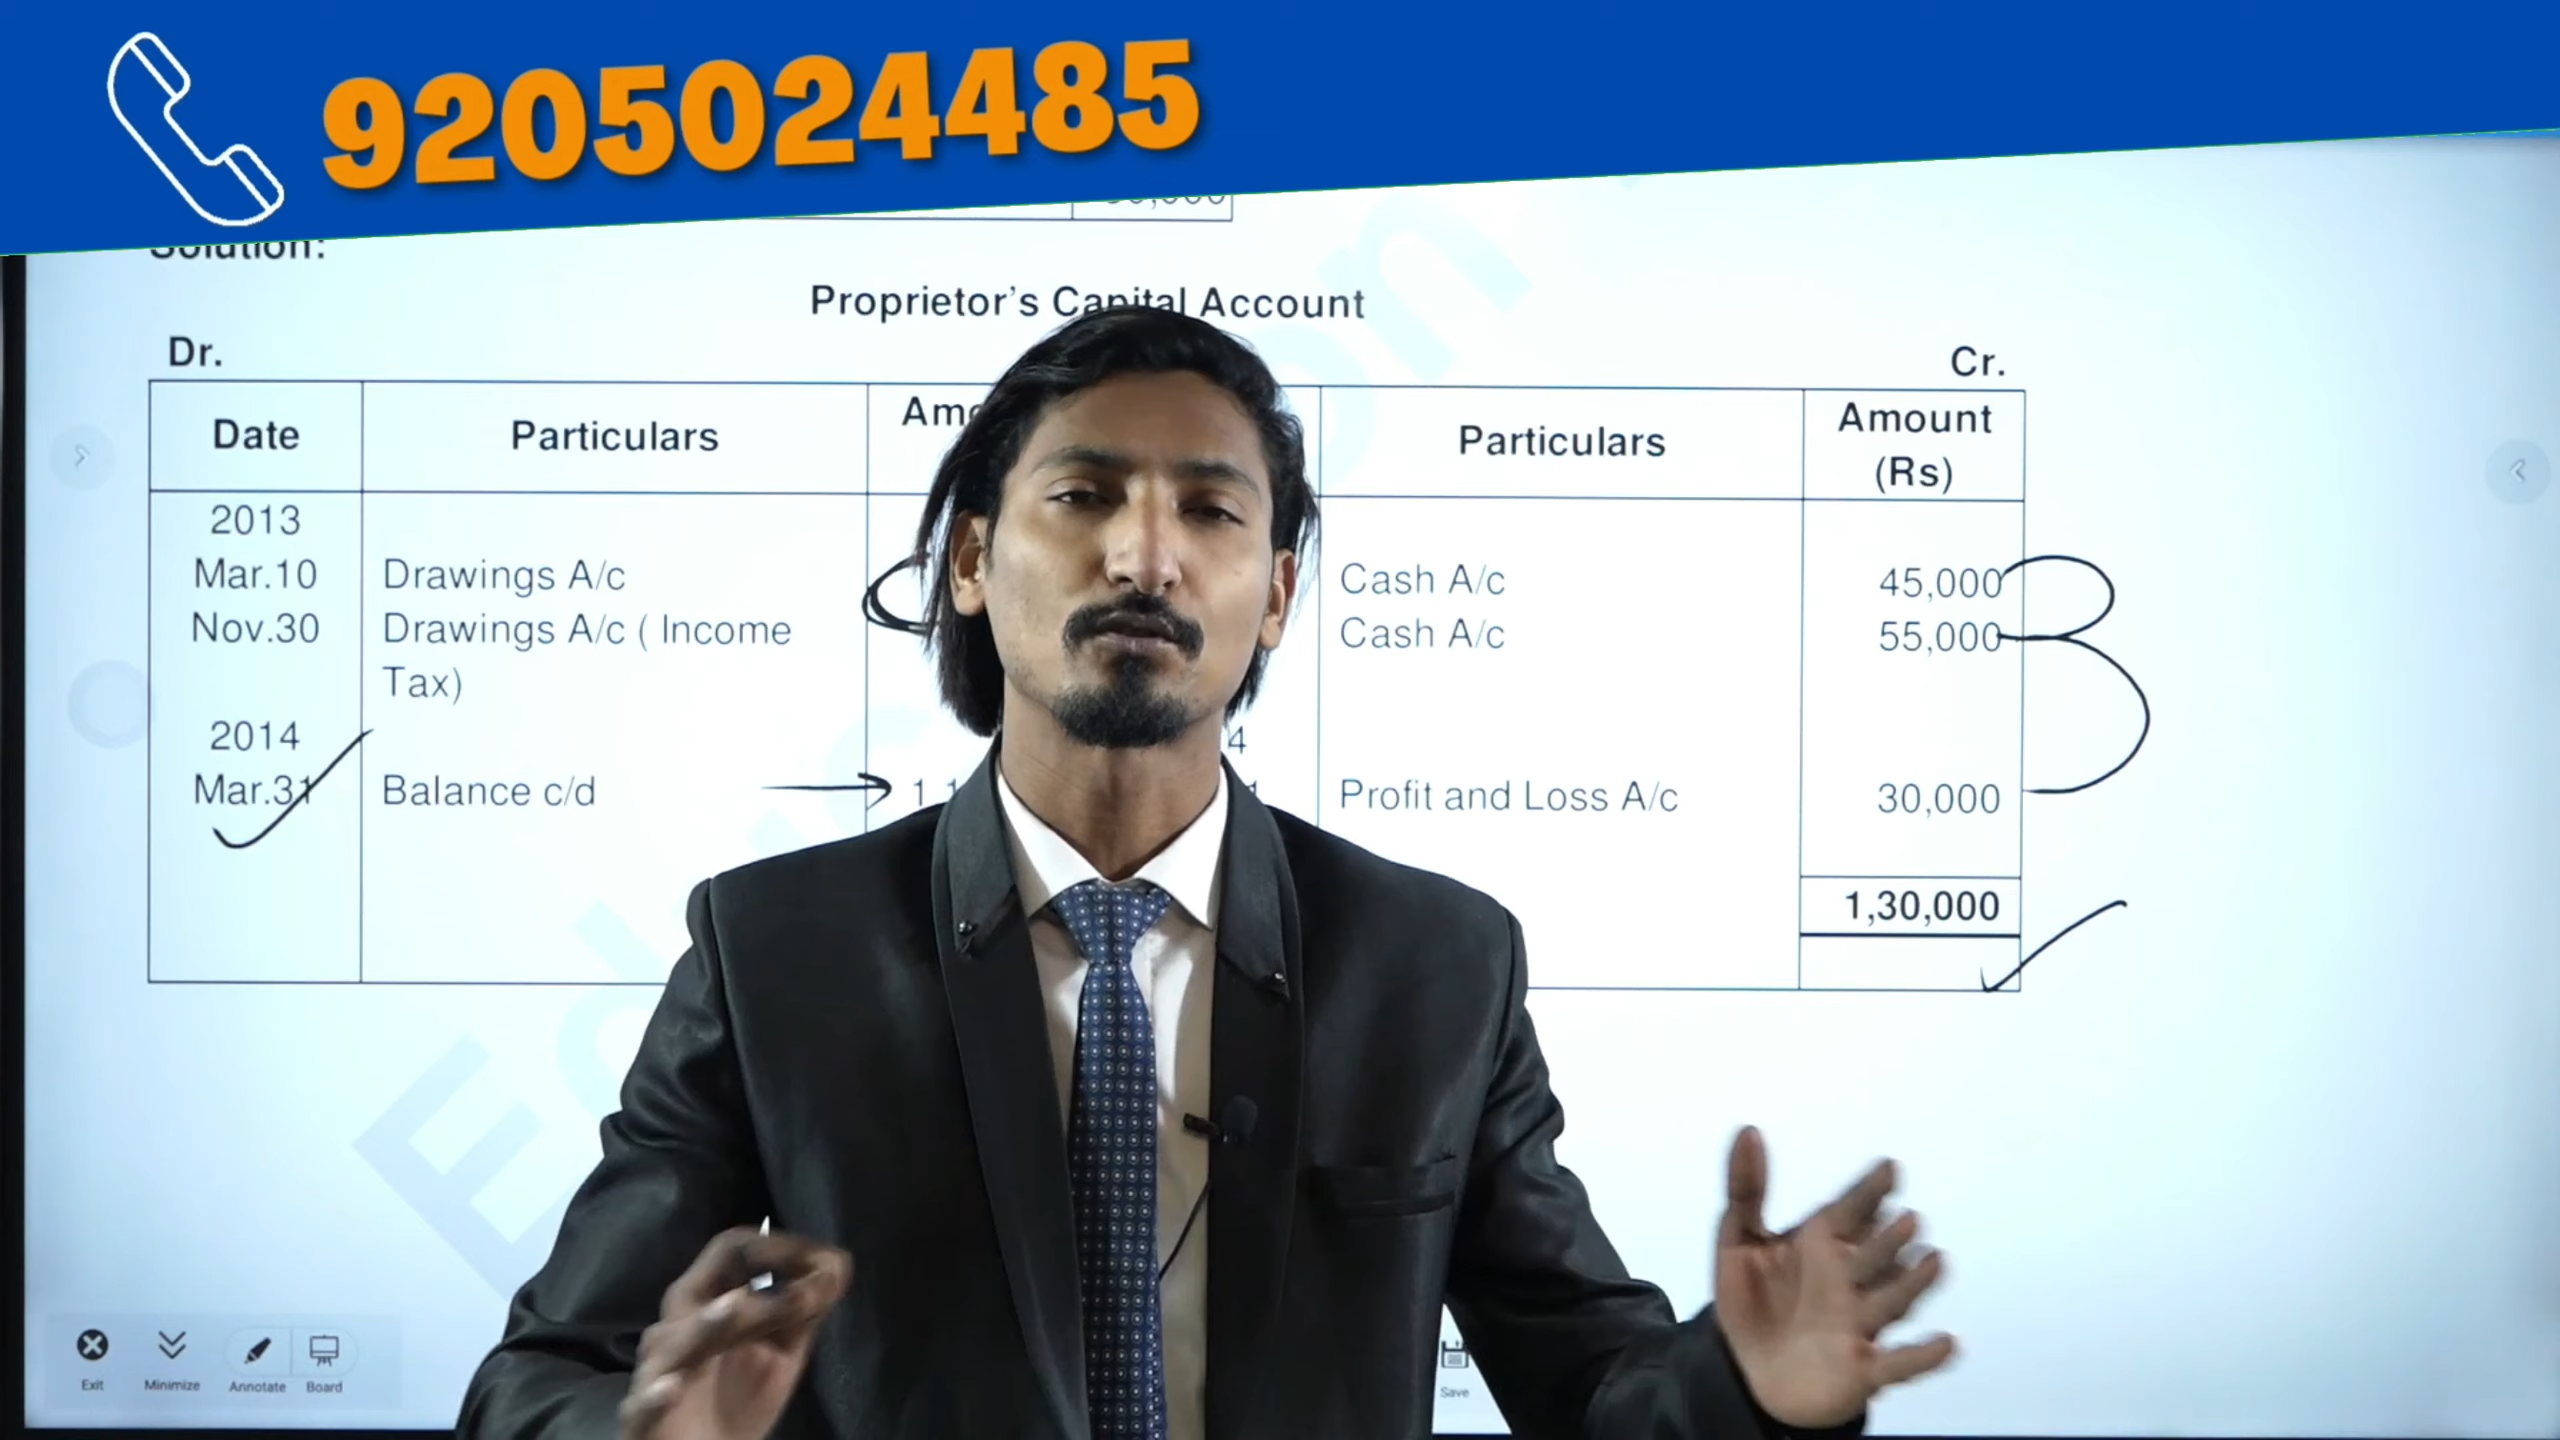 9205024485
Solution:
Proprietor's Capital Account
Dr. Cr.
Date Particulars Particulars Amount (Rs)
2013
Mar.10 Drawings A/c Cash A/c 45,000
Nov.30 Drawings A/c ( Income Tax) Cash A/c 55,000
2014
Mar.31 Balance c/d Profit and Loss A/c 30,000
1,30,000
Exit Minimize Annotate Board Save